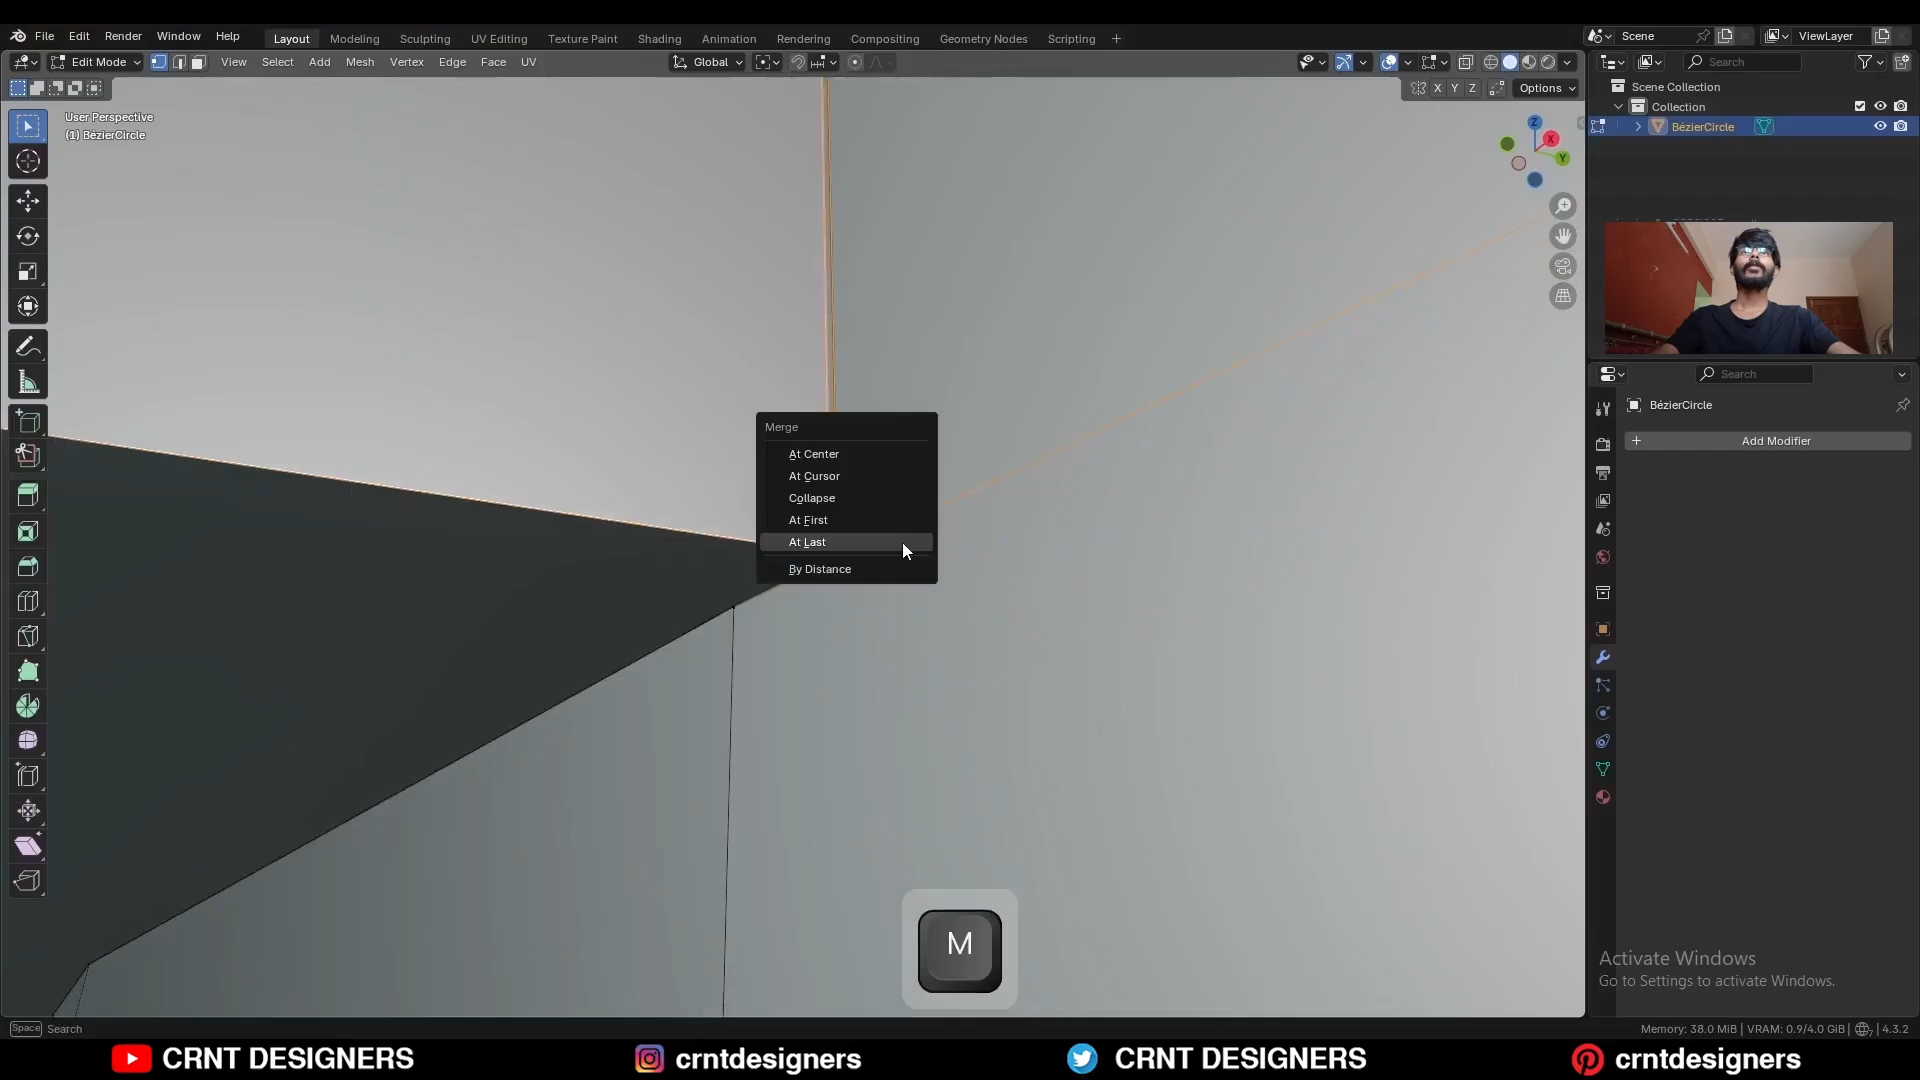 File Edit Render Window Help Layout Modeling Sculpting UV Editing Texture Paint Shading Animation Rendering Compositing Geometry Nodes Scripting + Scene ViewLayer
Edit Mode View Select Add Mesh Vertex Edge Face UV Global Search
X Y Z Options
Scene Collection
Collection
BézierCircle
User Perspective
(1) BézierCircle
Z
X
Y
Search
BézierCircle
+ Add Modifier
Merge
At Center
At Cursor
Collapse
At First
At Last
By Distance
M
Activate Windows
Go to Settings to activate Windows.
Space Search
Memory: 38.0 MiB | VRAM: 0.9/4.0 GiB | 4.3.2
CRNT DESIGNERS crntdesigners CRNT DESIGNERS crntdesigners